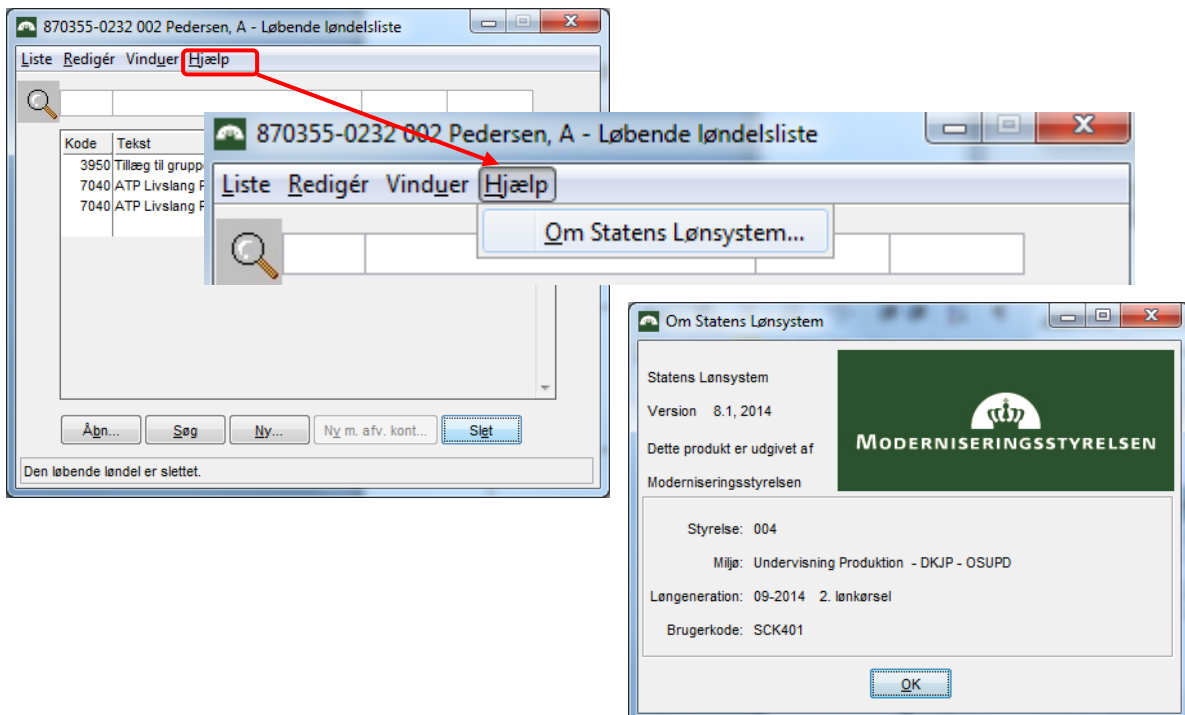 870355-0232 002 Pedersen, A - Løbende løndelsliste
Liste Redigér Vinduer Hjælp
Kode Tekst
3950 Tillæg til grupp
7040 ATP Livslang F
7040 ATP Livslang F
Åbn... Søg Ny... Ny m. afv. kont... Slet
Den løbende løndel er slettet.
870355-0232 002 Pedersen, A - Løbende løndelsliste
Liste Redigér Vinduer Hjælp
Om Statens Lønsystem...
Om Statens Lønsystem
Statens Lønsystem
Version 8.1, 2014
Dette produkt er udgivet af
Moderniseringsstyrelsen
MODERNISERINGSSTYRELSEN
Styrelse: 004
Miljø: Undervisning Produktion - DKJP - OSUPD
Løngeneration: 09-2014 2. lønkørsel
Brugerkode: SCK401
OK